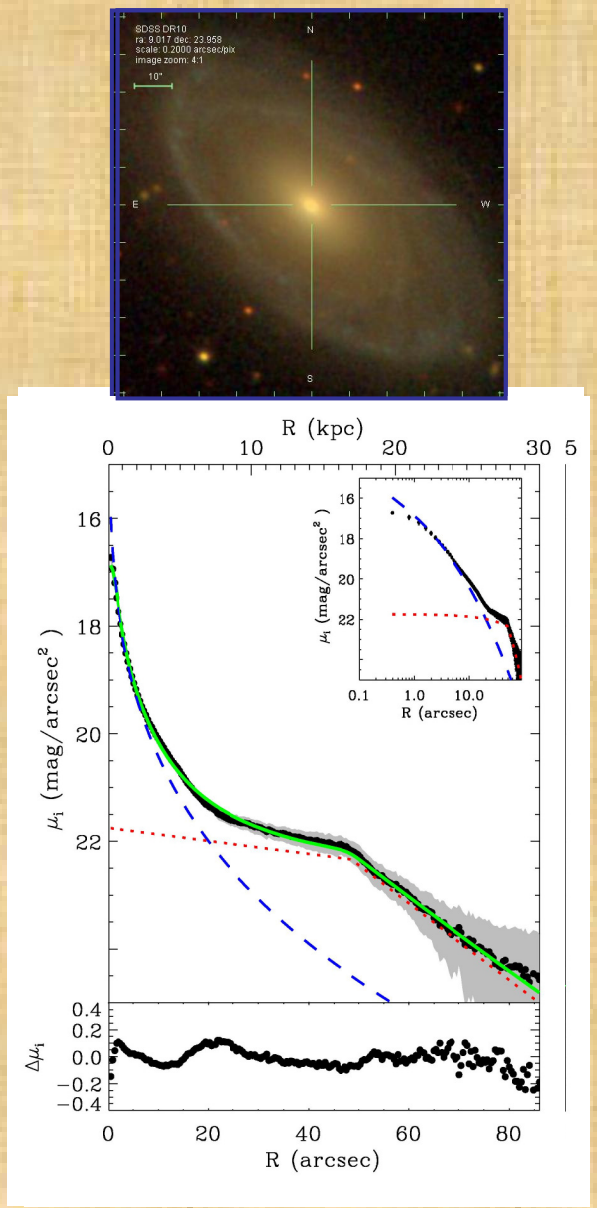 SDSS DR10
ra: 9.017 dec: 23.958
scale: 0.2000 arcsec/pix
image zoom: 4:1
10"
N
E
W
S
R (kpc)
0 10 20 30 5
16
18
20
22
μi (mag/arcsec²)
16
18
20
22
μi (mag/arcsec²)
0.1 1.0 10.0
R (arcsec)
0.4
0.2
0.0
−0.2
−0.4
Δμi
0 20 40 60 80
R (arcsec)